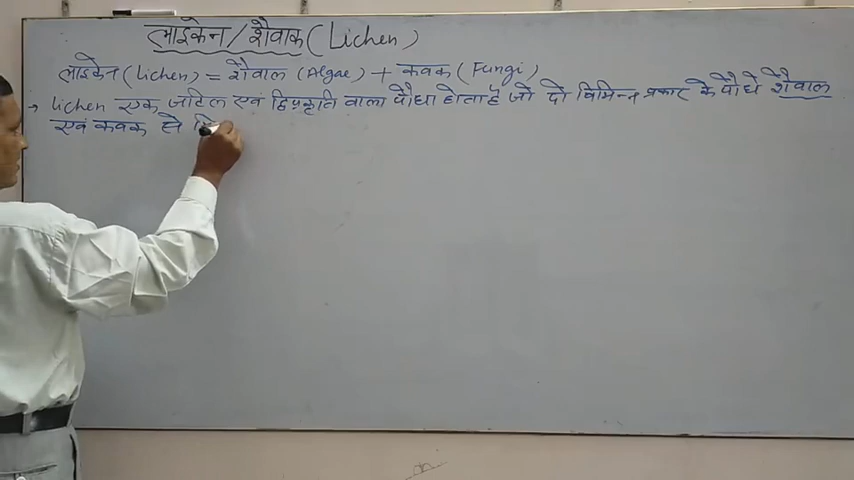 लाइकेन/शैवाक (Lichen)
लाइकेन (Lichen) = शैवाल (Algae) + कवक (Fungi)
→ Lichen एक जटिल एवं द्विप्रकृति वाला पौधा होता है जो दो विभिन्न प्रकार के पौधे शैवाल
एवं कवक से